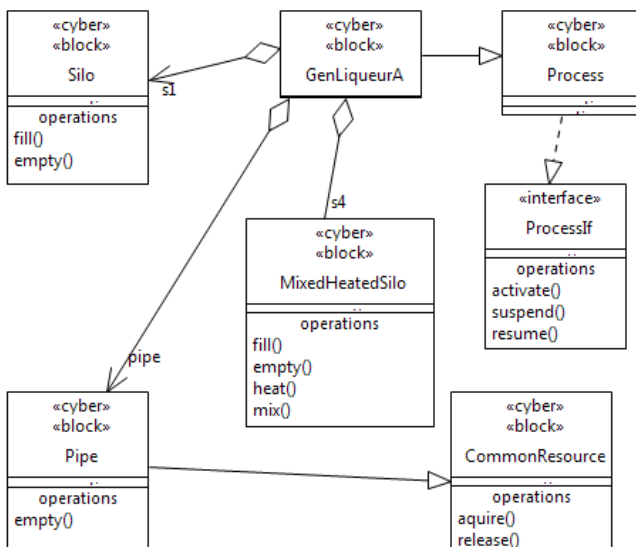 «cyber»
«block»
Silo
operations
fill()
empty()
«cyber»
«block»
GenLiqueurA
«cyber»
«block»
Process
s1
«interface»
ProcessIf
operations
activate()
suspend()
resume()
s4
«cyber»
«block»
MixedHeatedSilo
operations
fill()
empty()
heat()
mix()
pipe
«cyber»
«block»
Pipe
operations
empty()
«cyber»
«block»
CommonResource
operations
aquire()
release()